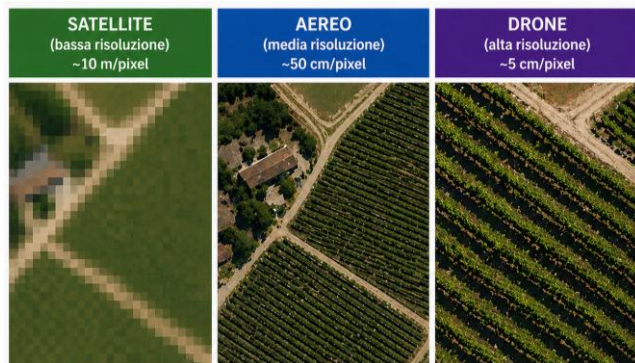 SATELLITE
(bassa risoluzione)
~10 m/pixel
AEREO
(media risoluzione)
~50 cm/pixel
DRONE
(alta risoluzione)
~5 cm/pixel